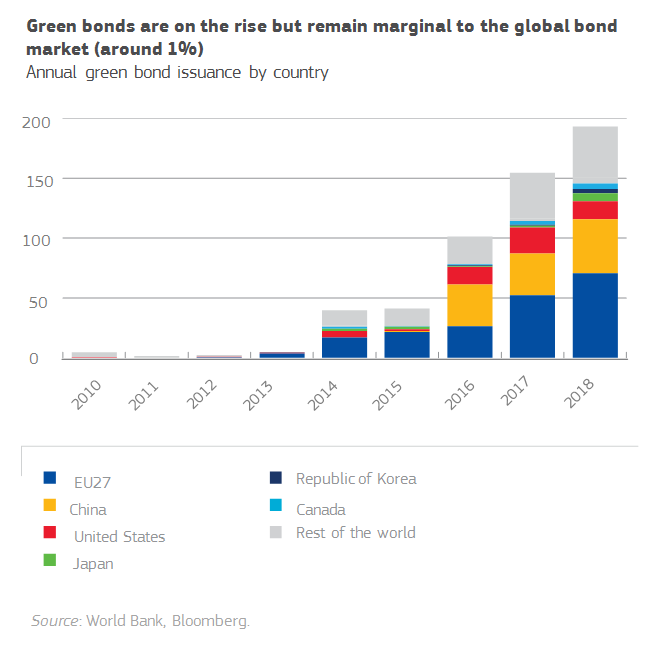 Green bonds are on the rise but remain marginal to the global bond
market (around 1%)
Annual green bond issuance by country
200
150
100
50
0
2010
2011
2012
2013
2014
2015
2016
2017
2018
EU27
China
United States
Japan
Republic of Korea
Canada
Rest of the world
Source: World Bank, Bloomberg.